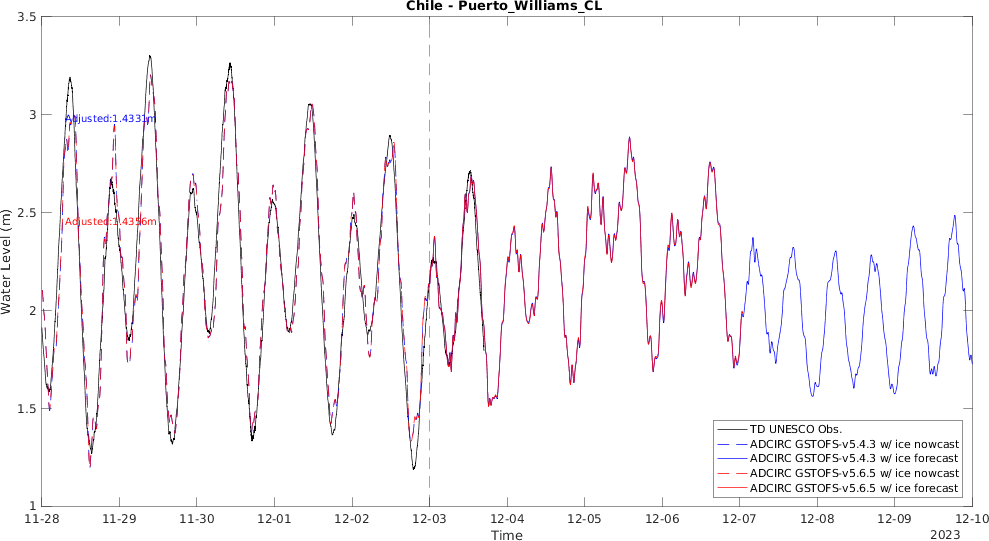 Chile - Puerto_Williams_CL
3.5
3
2.5
2
1.5
1
Water Level (m)
Adjusted:1.4331m
Adjusted:1.4356m
TD UNESCO Obs.
ADCIRC GSTOFS-v5.4.3 w/ ice nowcast
ADCIRC GSTOFS-v5.4.3 w/ ice forecast
ADCIRC GSTOFS-v5.6.5 w/ ice nowcast
ADCIRC GSTOFS-v5.6.5 w/ ice forecast
11-28 11-29 11-30 12-01 12-02 12-03 12-04 12-05 12-06 12-07 12-08 12-09 12-10
Time
2023